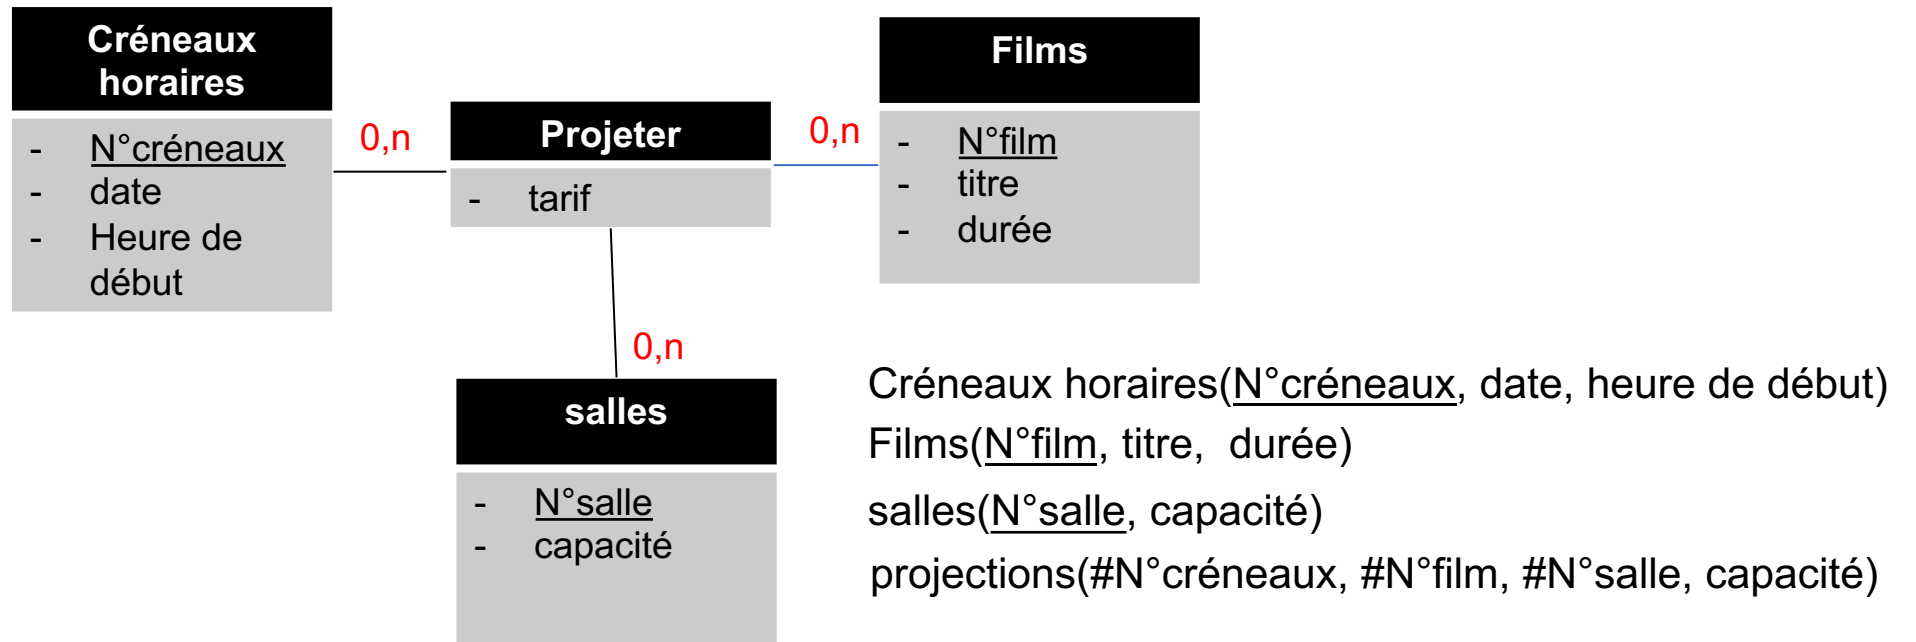 Créneaux
horaires
- N°créneaux
- date
- Heure de
début
0,n
Projeter
- tarif
0,n
Films
- N°film
- titre
- durée
0,n
salles
- N°salle
- capacité
Créneaux horaires(N°créneaux, date, heure de début)
Films(N°film, titre, durée)
salles(N°salle, capacité)
projections(#N°créneaux, #N°film, #N°salle, capacité)